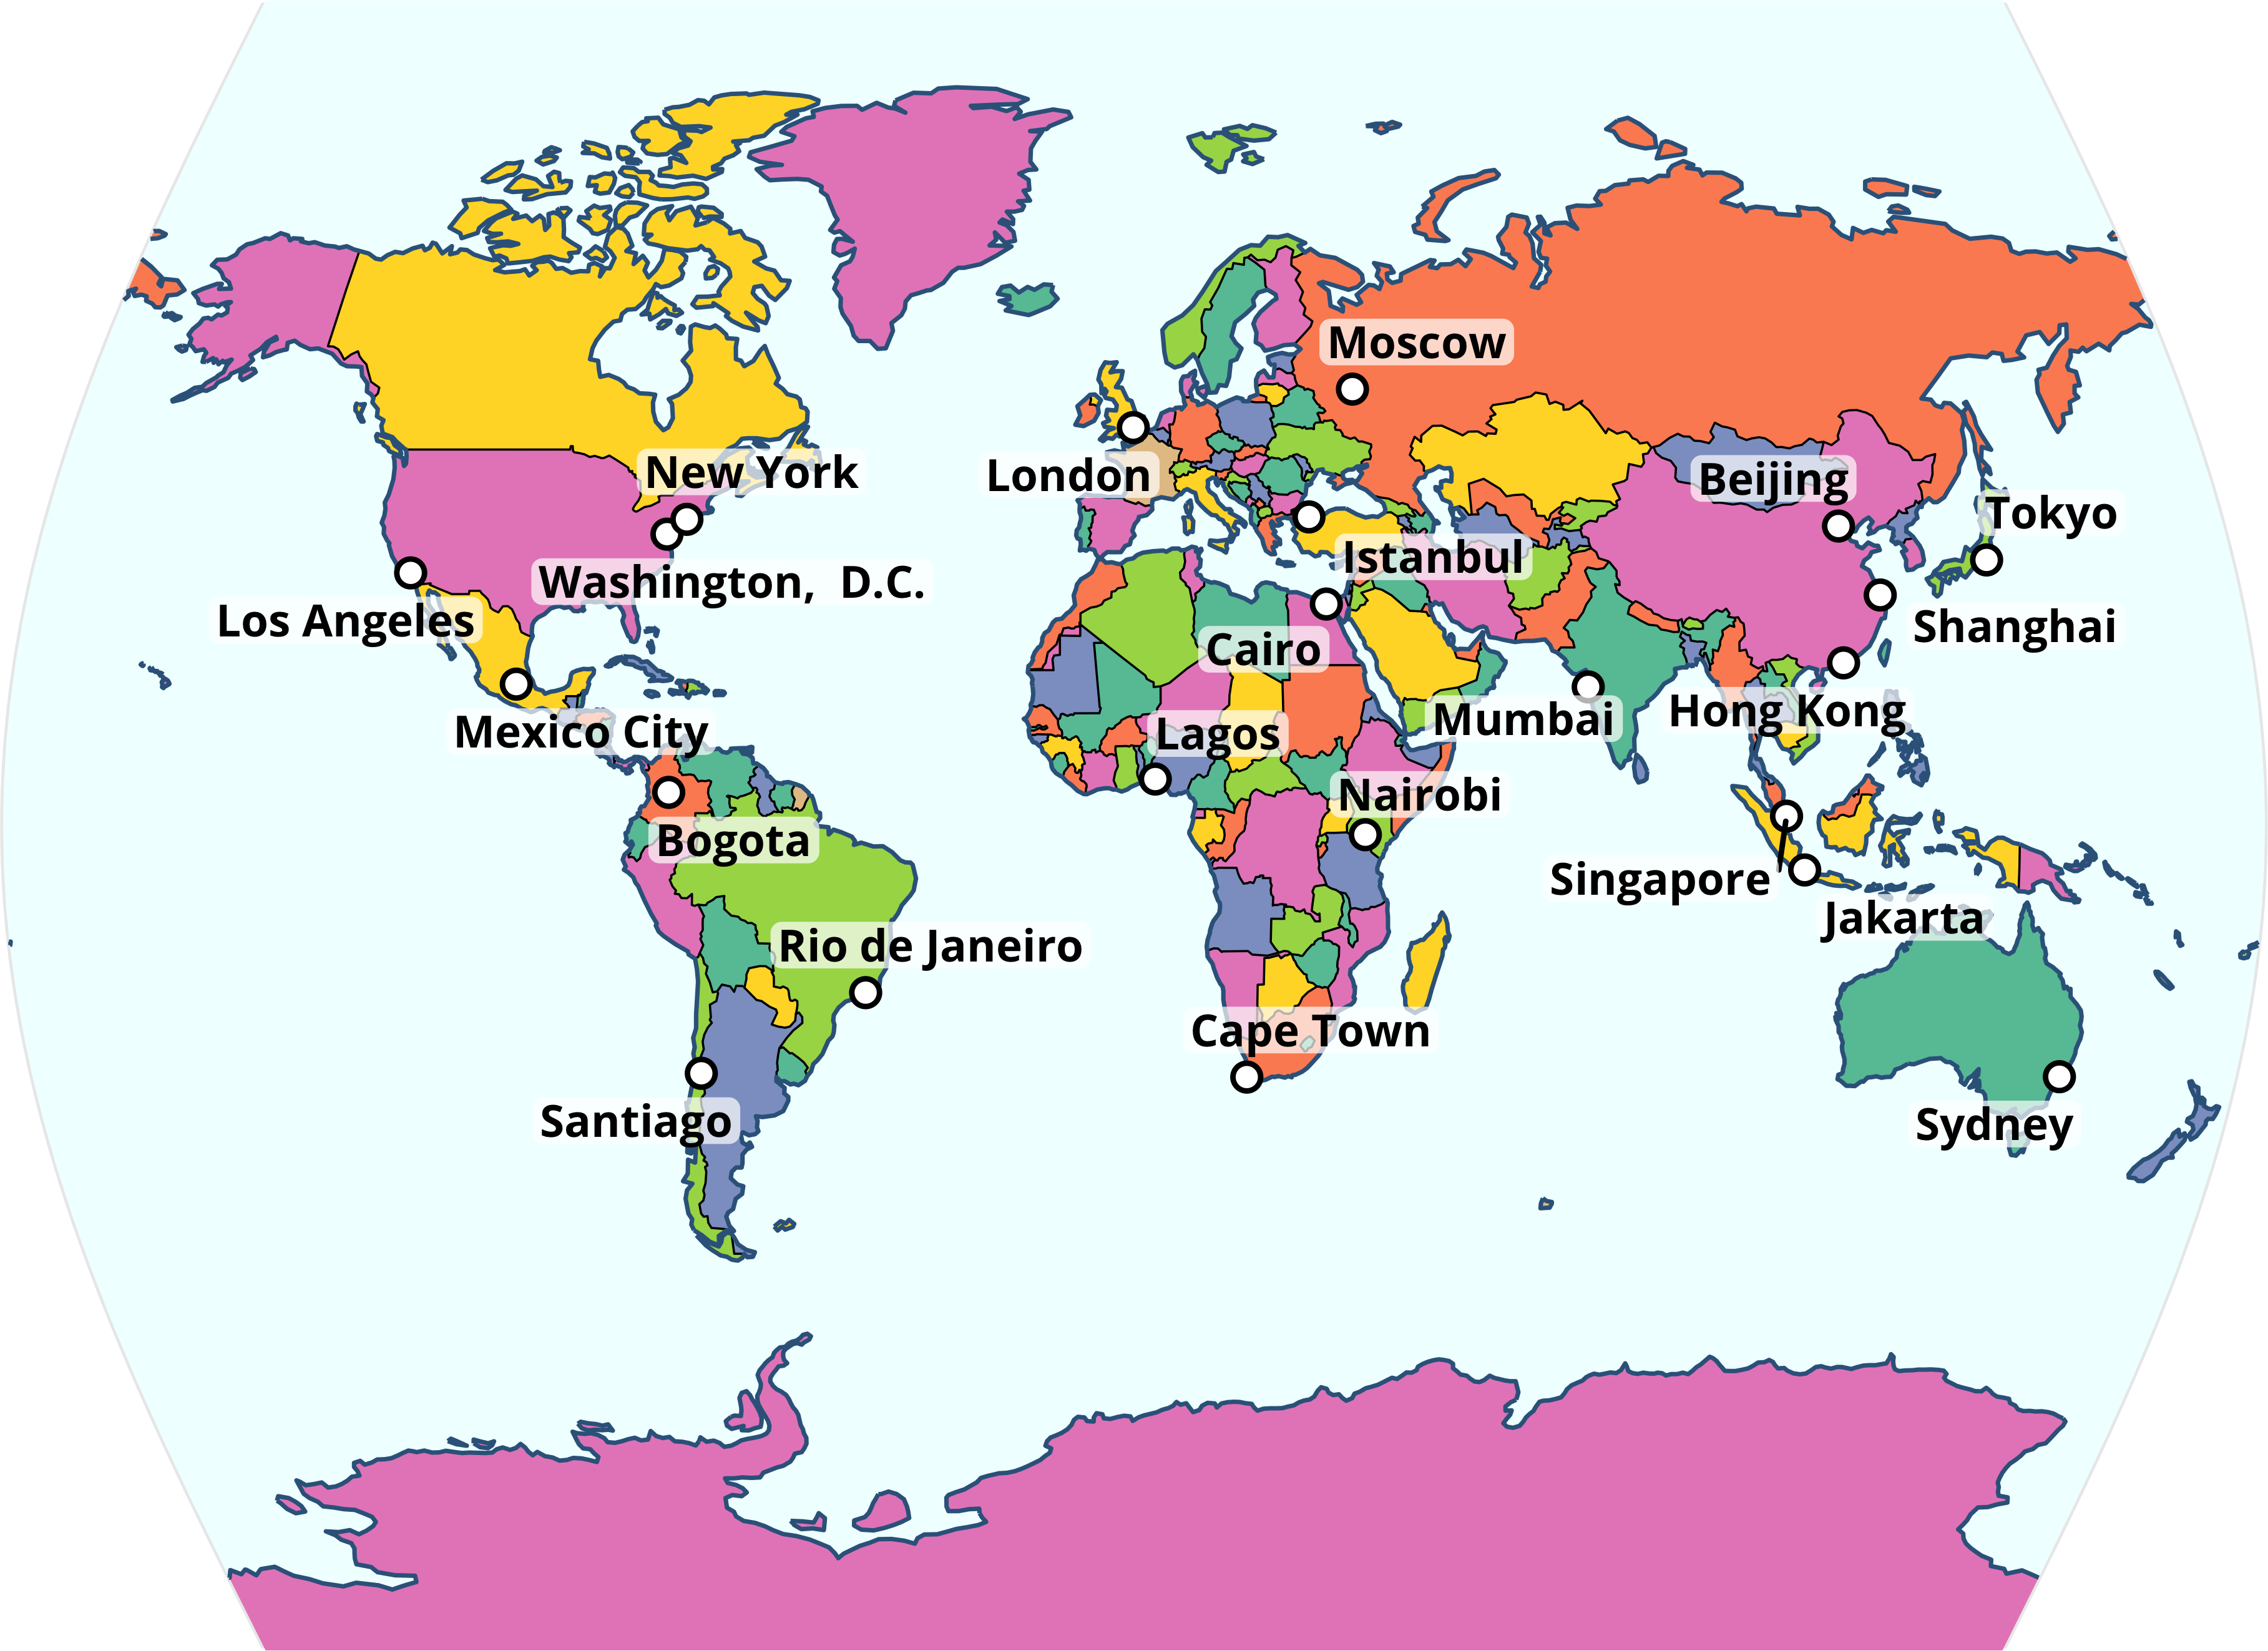 Moscow
New York
London
Beijing
Tokyo
Istanbul
Washington,  D.C.
Los Angeles
Shanghai
Cairo
Mexico City
Lagos
Mumbai
Hong Kong
Nairobi
Bogota
Singapore
Jakarta
Rio de Janeiro
Cape Town
Santiago
Sydney